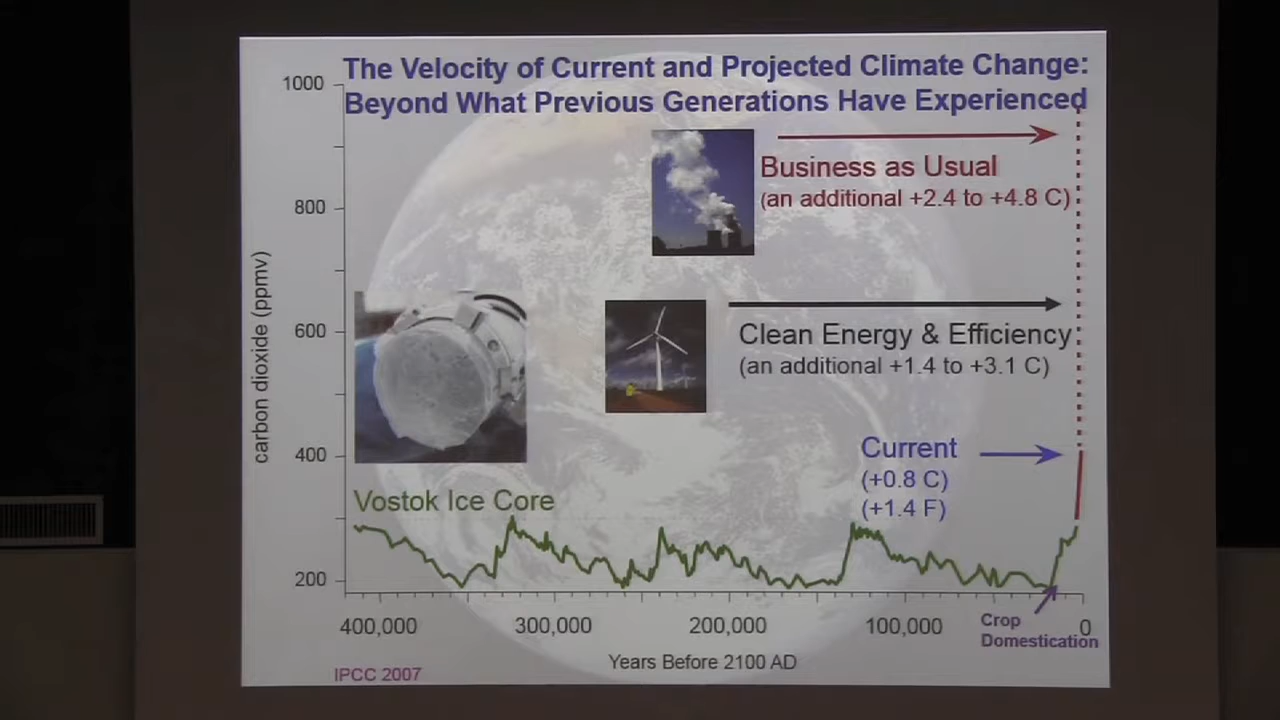 The Velocity of Current and Projected Climate Change:
Beyond What Previous Generations Have Experienced
1000
800
600
400
200
carbon dioxide (ppmv)
Business as Usual
(an additional +2.4 to +4.8 C)
Clean Energy & Efficiency
(an additional +1.4 to +3.1 C)
Current
(+0.8 C)
(+1.4 F)
Vostok Ice Core
400,000
300,000
200,000
100,000
0
Crop
Domestication
Years Before 2100 AD
IPCC 2007